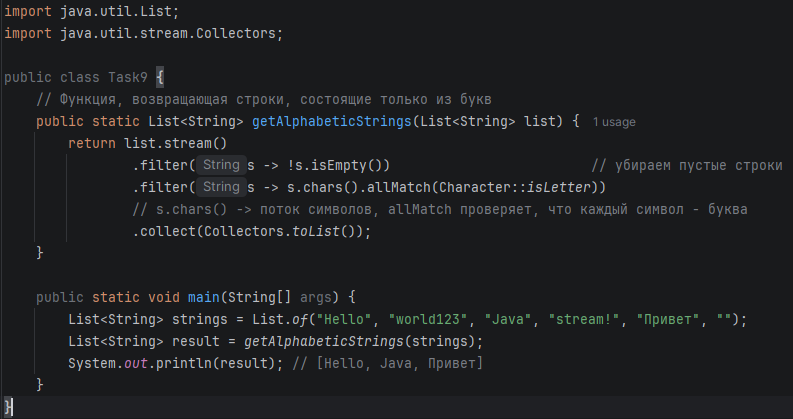 import java.util.List;
import java.util.stream.Collectors;
public class Task9 {
// Функция, возвращающая строки, состоящие только из букв
public static List<String> getAlphabeticStrings(List<String> list) { 1 usage
return list.stream()
.filter( String s -> !s.isEmpty()) // убираем пустые строки
.filter( String s -> s.chars().allMatch(Character::isLetter))
// s.chars() -> поток символов, allMatch проверяет, что каждый символ - буква
.collect(Collectors.toList());
}
public static void main(String[] args) {
List<String> strings = List.of("Hello", "world123", "Java", "stream!", "Привет", "");
List<String> result = getAlphabeticStrings(strings);
System.out.println(result); // [Hello, Java, Привет]
}
}